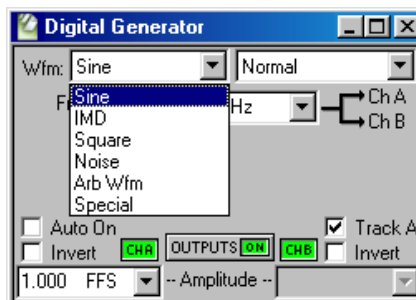 Digital Generator
Wfm: Sine Normal
Sine
IMD
Square
Noise
Arb Wfm
Special
Hz
Ch A
Ch B
Auto On Track A
Invert CHA OUTPUTS ON CHB Invert
1.000 FFS -- Amplitude --